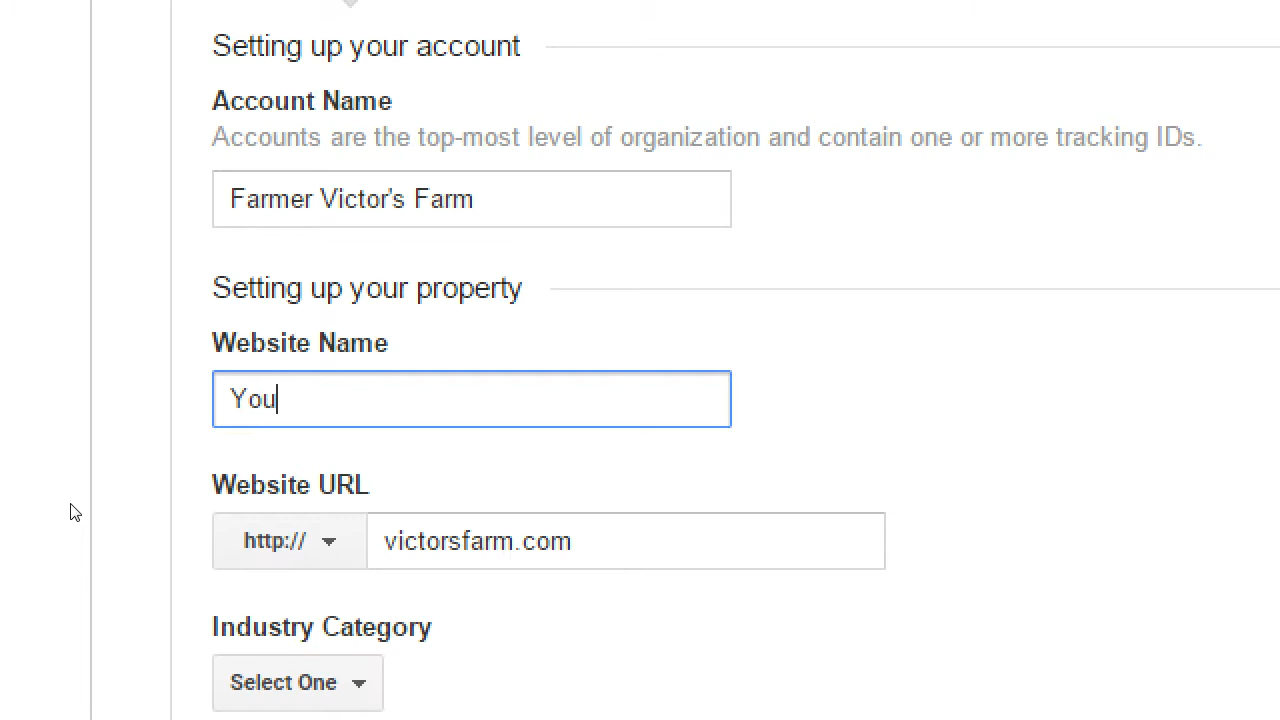 Setting up your account
Account Name
Accounts are the top-most level of organization and contain one or more tracking IDs.
Farmer Victor's Farm
Setting up your property
Website Name
You
Website URL
http:// victorsfarm.com
Industry Category
Select One